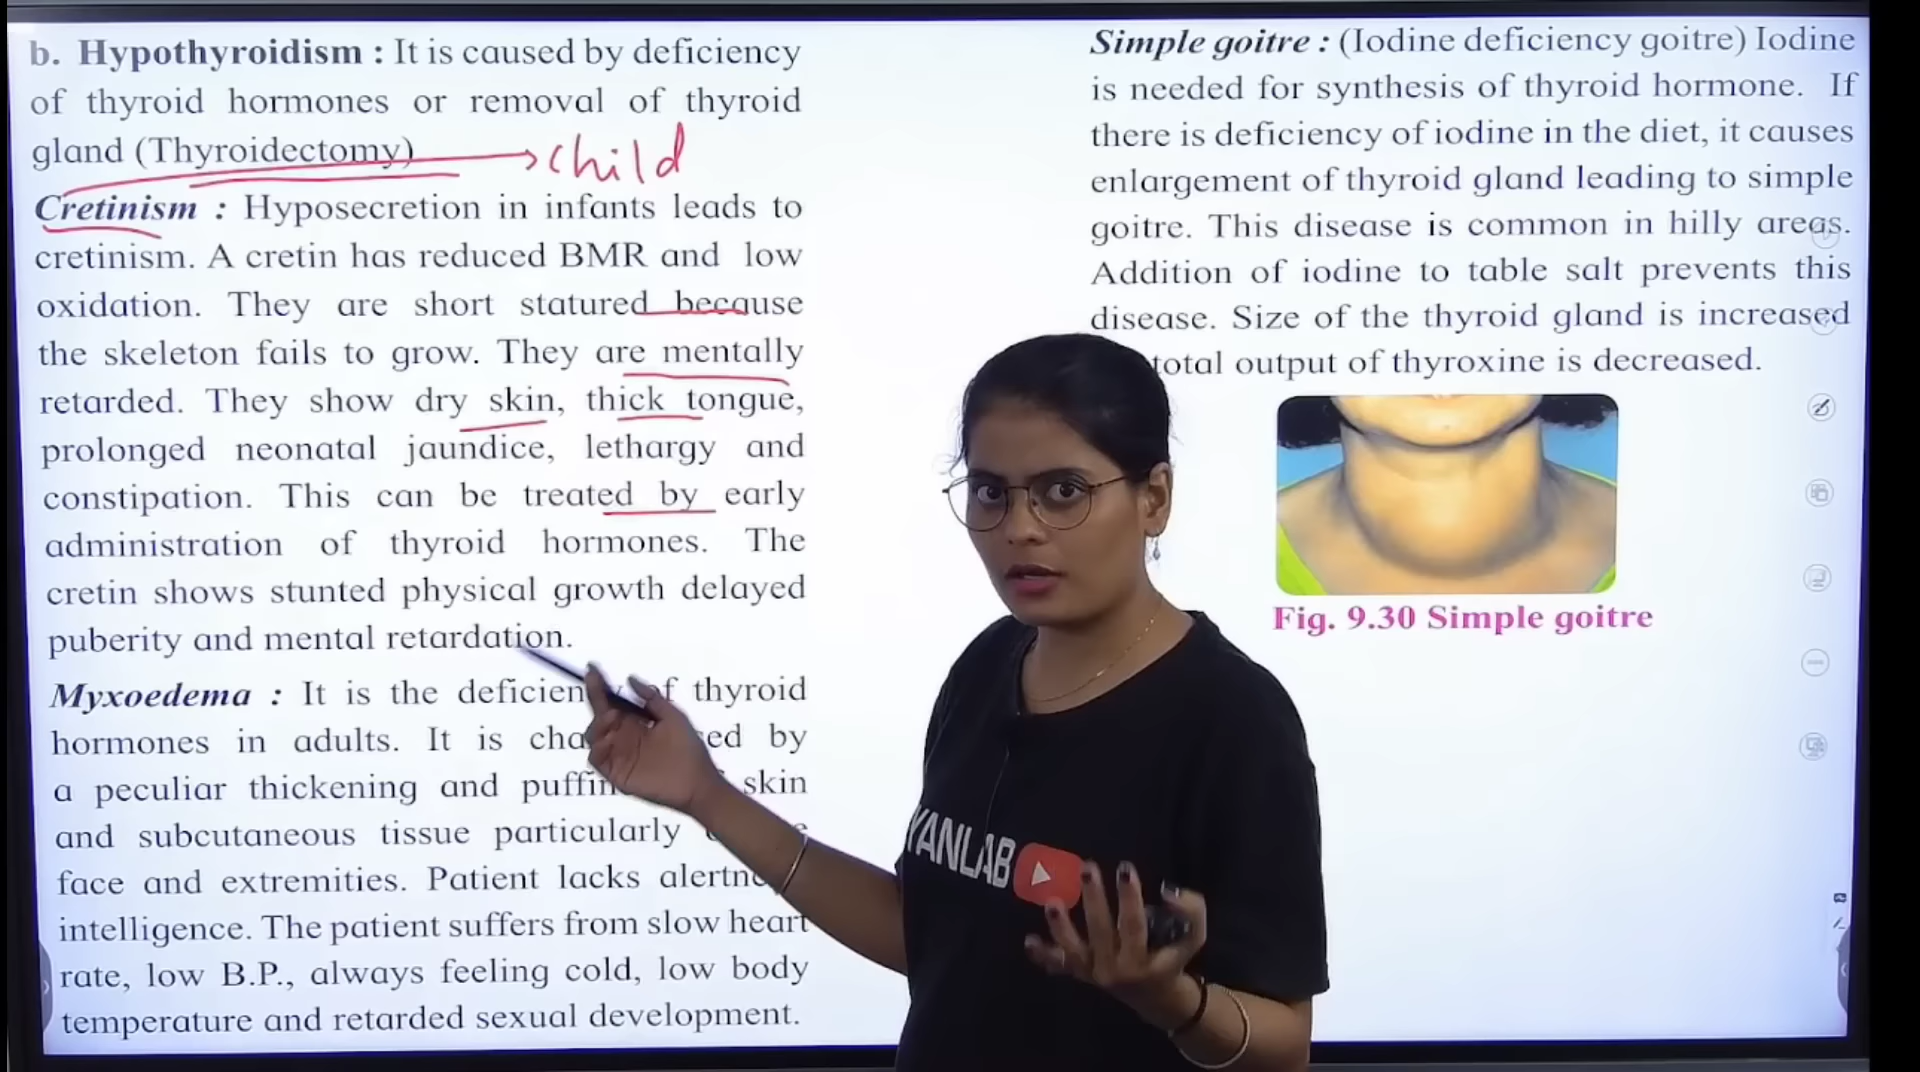 b. Hypothyroidism : It is caused by deficiency
of thyroid hormones or removal of thyroid
gland (Thyroidectomy)
child
Cretinism : Hyposecretion in infants leads to
cretinism. A cretin has reduced BMR and low
oxidation. They are short statured because
the skeleton fails to grow. They are mentally
retarded. They show dry skin, thick tongue,
prolonged neonatal jaundice, lethargy and
constipation. This can be treated by early
administration of thyroid hormones. The
cretin shows stunted physical growth delayed
puberty and mental retardation.
Myxoedema : It is the of thyroid
hormones in adults. It is by
a peculiar thickening and skin
and subcutaneous tissue particularly
face and extremities. Patient lacks
intelligence. The patient suffers from slow heart
rate, low B.P., always feeling cold, low body
temperature and retarded sexual development.
Simple goitre : (Iodine deficiency goitre) Iodine
is needed for synthesis of thyroid hormone. If
there is deficiency of iodine in the diet, it causes
enlargement of thyroid gland leading to simple
goitre. This disease is common in hilly areas.
Addition of iodine to table salt prevents this
disease. Size of the thyroid gland is increased
total output of thyroxine is decreased.
Fig. 9.30 Simple goitre
YANLAB